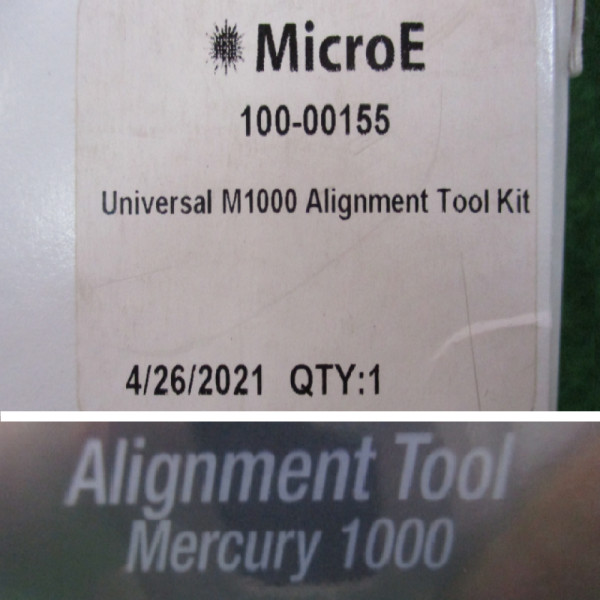 MicroE
100-00155
Universal M1000 Alignment Tool Kit
4/26/2021 QTY:1
Alignment Tool
Mercury 1000